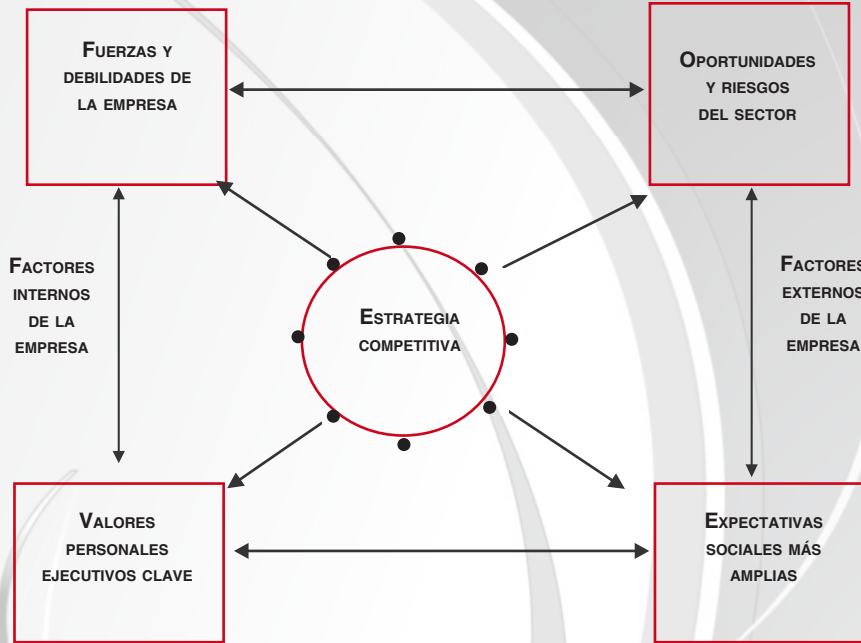 FUERZAS Y
DEBILIDADES DE
LA EMPRESA
OPORTUNIDADES
Y RIESGOS
DEL SECTOR
FACTORES
INTERNOS
DE LA
EMPRESA
ESTRATEGIA
COMPETITIVA
FACTORES
EXTERNOS
DE LA
EMPRESA
VALORES
PERSONALES
EJECUTIVOS CLAVE
EXPECTATIVAS
SOCIALES MÁS
AMPLIAS